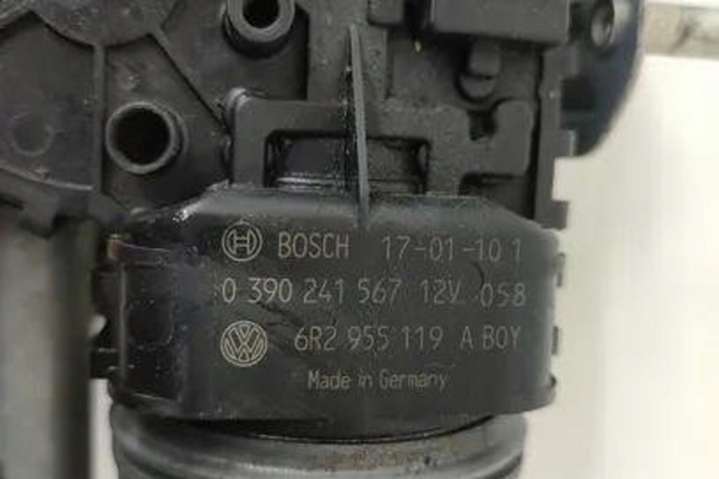 BOSCH 17-01-10 1
0 390 241 567 12V 058
6R2 955 119 A BOY
Made in Germany